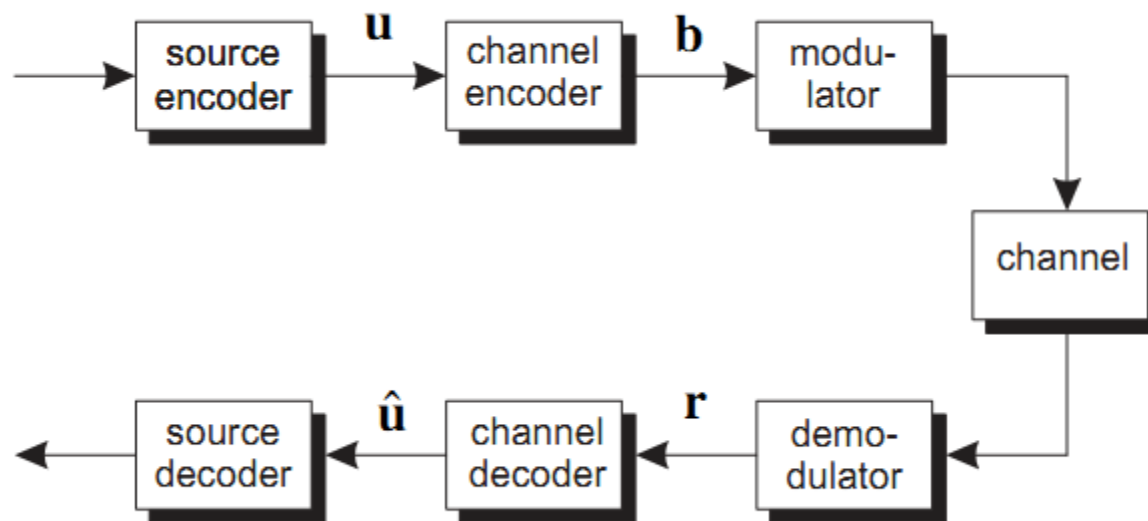 u
b
source
encoder
channel
encoder
modu-
lator
channel
û
r
source
decoder
channel
decoder
demo-
dulator